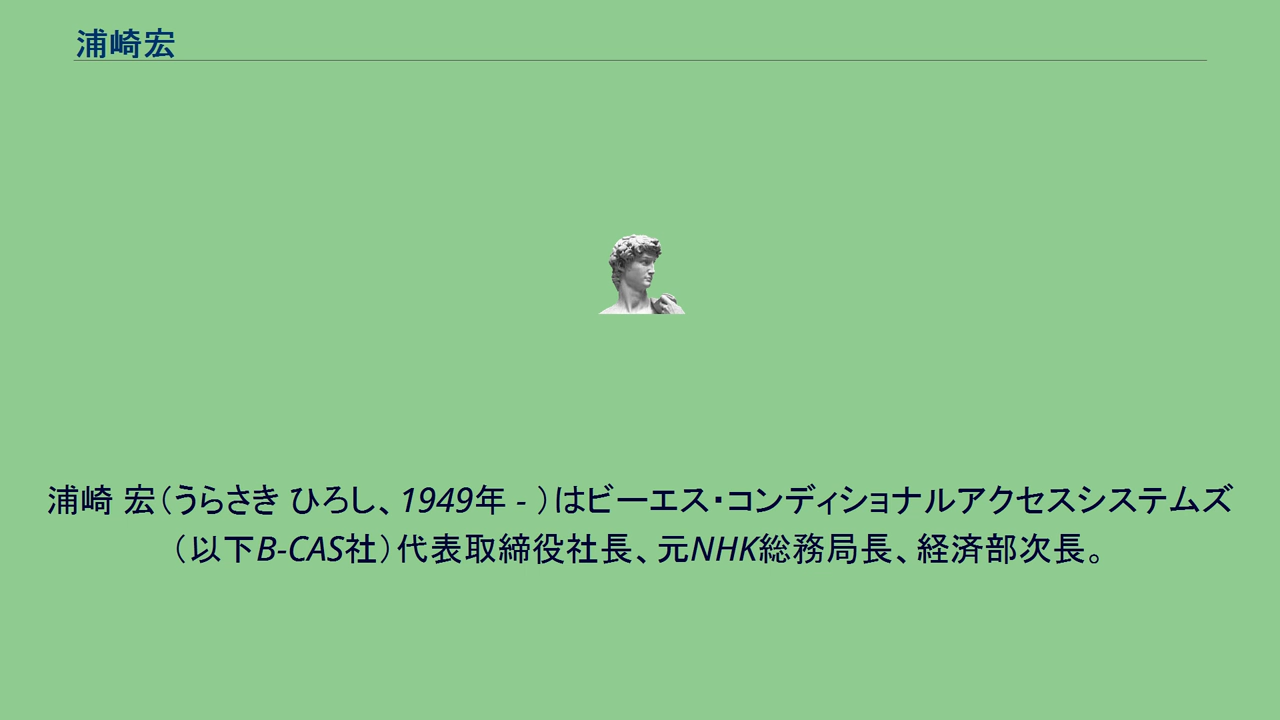 浦崎宏
浦崎 宏（うらさき ひろし、1949年 - ）はビーエス・コンディショナルアクセスシステムズ
（以下B-CAS社）代表取締役社長、元NHK総務局長、経済部次長。